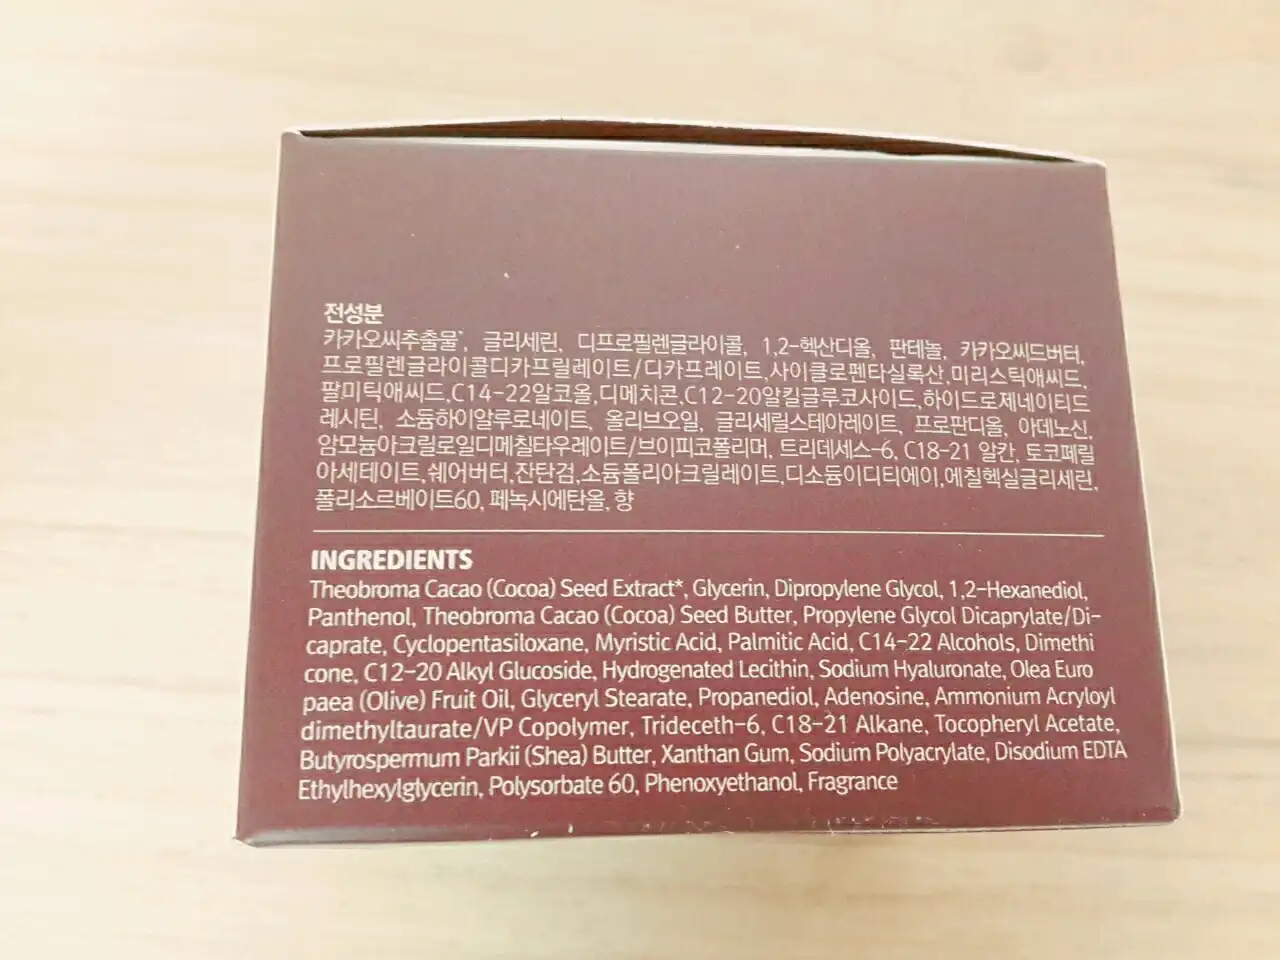 전성분
카카오씨추출물*, 글리세린, 디프로필렌글라이콜, 1,2-헥산디올, 판테놀, 카카오씨드버터,
프로필렌글라이콜디카프릴레이트/디카프레이트,사이클로펜타실록산,미리스틱애씨드,
팔미틱애씨드,C14-22알코올,디메치콘,C12-20알킬글루코사이드,하이드로제네이티드
레시틴, 소듐하이알루로네이트, 올리브오일, 글리세릴스테아레이트, 프로판디올, 아데노신,
암모늄아크릴로일디메칠타우레이트/브이피코폴리머, 트리데세스-6, C18-21 알칸, 토코페릴
아세테이트,쉐어버터,잔탄검,소듐폴리아크릴레이트,디소듐이디티에이,에칠헥실글리세린,
폴리소르베이트60, 페녹시에탄올, 향
INGREDIENTS
Theobroma Cacao (Cocoa) Seed Extract*, Glycerin, Dipropylene Glycol, 1,2-Hexanediol,
Panthenol, Theobroma Cacao (Cocoa) Seed Butter, Propylene Glycol Dicaprylate/Di-
caprate, Cyclopentasiloxane, Myristic Acid, Palmitic Acid, C14-22 Alcohols, Dimethi
cone, C12-20 Alkyl Glucoside, Hydrogenated Lecithin, Sodium Hyaluronate, Olea Euro
paea (Olive) Fruit Oil, Glyceryl Stearate, Propanediol, Adenosine, Ammonium Acryloyl
dimethyltaurate/VP Copolymer, Trideceth-6, C18-21 Alkane, Tocopheryl Acetate,
Butyrospermum Parkii (Shea) Butter, Xanthan Gum, Sodium Polyacrylate, Disodium EDTA
Ethylhexylglycerin, Polysorbate 60, Phenoxyethanol, Fragrance